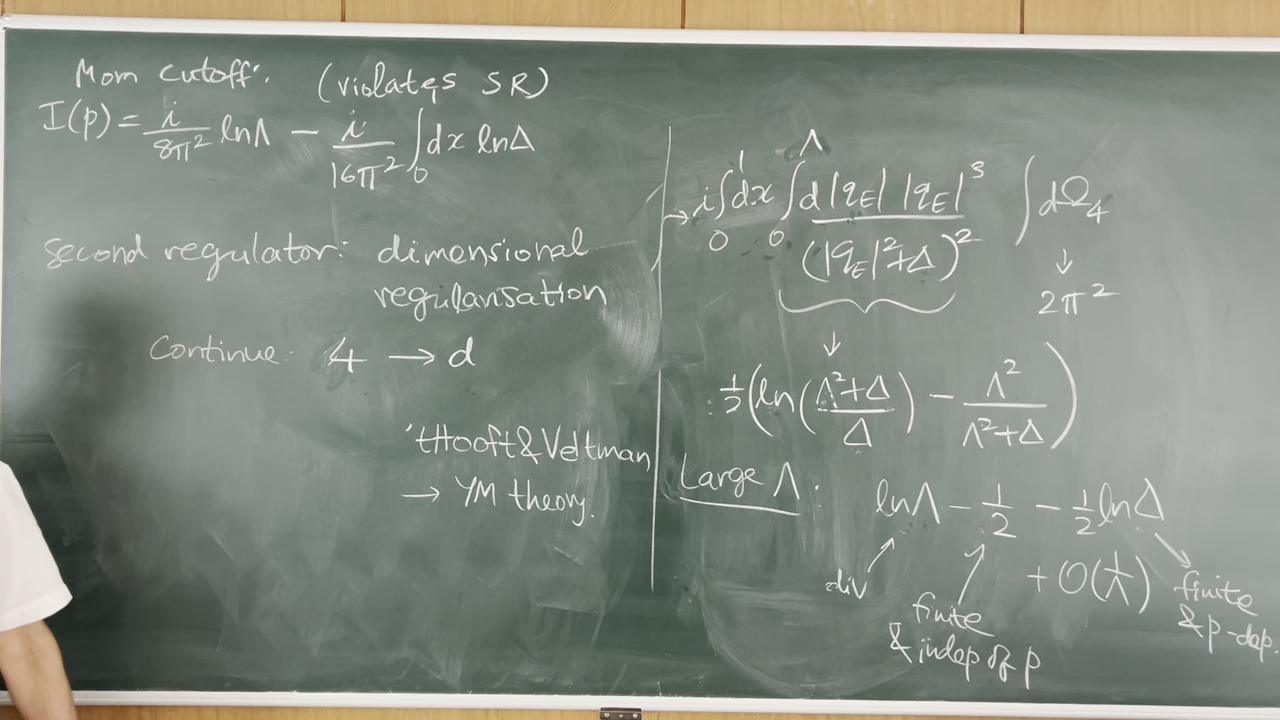 Mom cutoff: (violates SR)
I(p) = i/8π² lnΛ − i/16π² ∫₀ dx lnΔ
second regulator: dimensional
regularisation
Continue: 4 → d
'tHooft & Veltman
→ YM theory.
→ i∫₀¹dx ∫₀^Λ d|q_E| |q_E|³ / (|q_E|²+Δ)² ∫dΩ₄
↓
2π²
↓
½(ln((Λ²+Δ)/Δ) − Λ²/(Λ²+Δ))
Large Λ: lnΛ − ½ − ½lnΔ
+ O(1/Λ)
div
finite
& indep of p
finite
& p-dep.